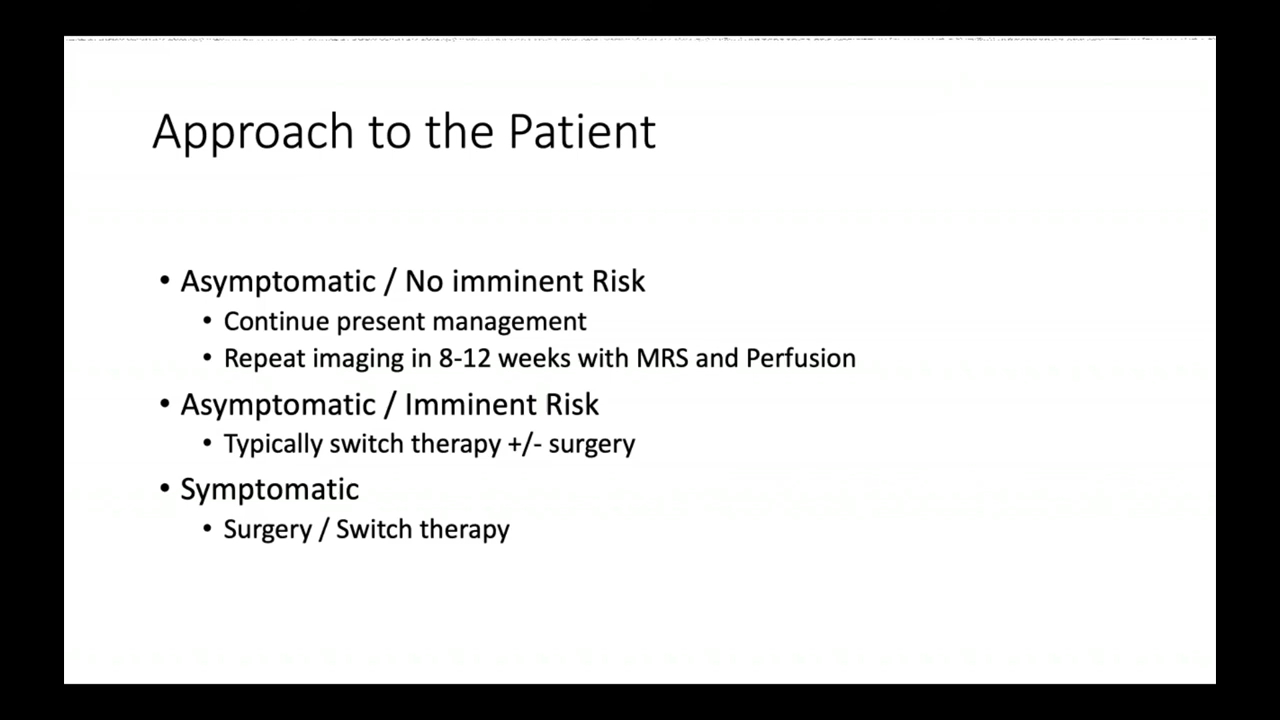 Approach to the Patient
• Asymptomatic / No imminent Risk
• Continue present management
• Repeat imaging in 8-12 weeks with MRS and Perfusion
• Asymptomatic / Imminent Risk
• Typically switch therapy +/- surgery
• Symptomatic
• Surgery / Switch therapy